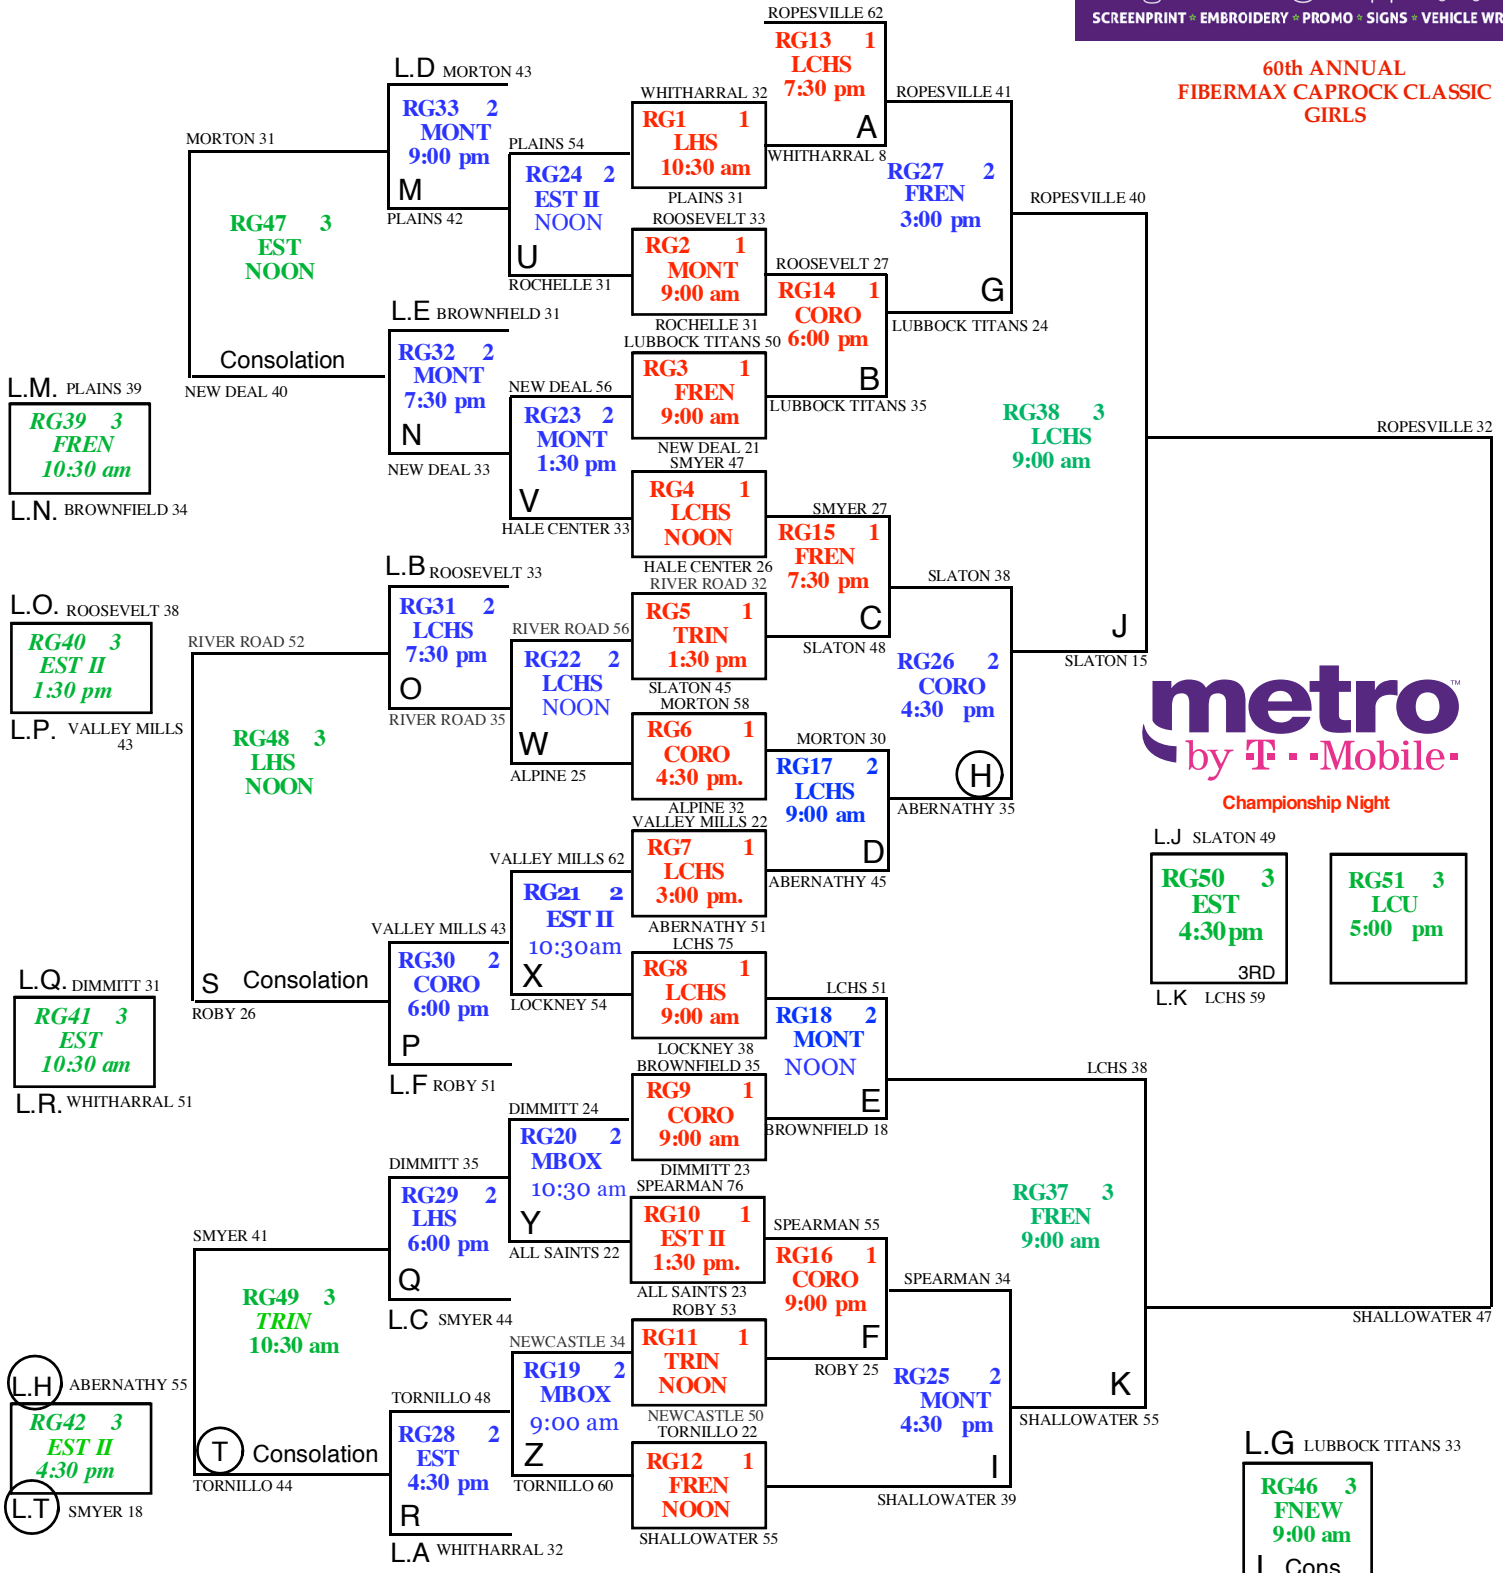 SCREENPRINT * EMBROIDERY * PROMO * SIGNS * VEHICLE WR
60th ANNUAL
FIBERMAX CAPROCK CLASSIC
GIRLS
ROPESVILLE 62
RG13 1
LCHS
7:30 pm
A
WHITHARRAL 8
L.D MORTON 43
RG33 2
MONT
9:00 pm
M
PLAINS 42
MORTON 31
RG47 3
EST
NOON
Consolation
NEW DEAL 40
PLAINS 54
RG24 2
EST II
NOON
U
ROCHELLE 31
WHITHARRAL 32
RG1 1
LHS
10:30 am
PLAINS 31
ROOSEVELT 33
RG2 1
MONT
9:00 am
ROCHELLE 31
ROPESVILLE 41
RG27 2
FREN
3:00 pm
G
LUBBOCK TITANS 24
ROOSEVELT 27
RG14 1
CORO
6:00 pm
B
LUBBOCK TITANS 35
L.E BROWNFIELD 31
RG32 2
MONT
7:30 pm
N
NEW DEAL 33
LUBBOCK TITANS 50
RG3 1
FREN
9:00 am
NEW DEAL 21
NEW DEAL 56
RG23 2
MONT
1:30 pm
V
HALE CENTER 33
SMYER 47
RG4 1
LCHS
NOON
HALE CENTER 26
L.M. PLAINS 39
RG39 3
FREN
10:30 am
L.N. BROWNFIELD 34
ROPESVILLE 40
RG38 3
LCHS
9:00 am
J
SLATON 15
ROPESVILLE 32
SMYER 27
RG15 1
FREN
7:30 pm
C
SLATON 48
L.B ROOSEVELT 33
RG31 2
LCHS
7:30 pm
O
RIVER ROAD 35
RIVER ROAD 32
RG5 1
TRIN
1:30 pm
SLATON 45
L.O. ROOSEVELT 38
RG40 3
EST II
1:30 pm
L.P. VALLEY MILLS
43
RIVER ROAD 52
RG48 3
LHS
NOON
S Consolation
ROBY 26
RIVER ROAD 56
RG22 2
LCHS
NOON
W
ALPINE 25
MORTON 58
RG6 1
CORO
4:30 pm.
ALPINE 32
SLATON 38
RG26 2
CORO
4:30 pm
H
ABERNATHY 35
MORTON 30
RG17 2
LCHS
9:00 am
D
ABERNATHY 45
metro™
by T-Mobile
Championship Night
VALLEY MILLS 22
RG7 1
LCHS
3:00 pm.
ABERNATHY 51
VALLEY MILLS 62
RG21 2
EST II
10:30am
X
LOCKNEY 54
L.J SLATON 49
RG50 3
EST
4:30pm
3RD
L.K LCHS 59
RG51 3
LCU
5:00 pm
VALLEY MILLS 43
RG30 2
CORO
6:00 pm
P
L.F ROBY 51
LCHS 75
RG8 1
LCHS
9:00 am
LOCKNEY 38
L.Q. DIMMITT 31
RG41 3
EST
10:30 am
L.R. WHITHARRAL 51
LCHS 51
RG18 2
MONT
NOON
E
BROWNFIELD 18
BROWNFIELD 35
RG9 1
CORO
9:00 am
DIMMITT 23
LCHS 38
RG37 3
FREN
9:00 am
K
SHALLOWATER 55
DIMMITT 24
RG20 2
MBOX
10:30 am
Y
ALL SAINTS 22
DIMMITT 35
RG29 2
LHS
6:00 pm
Q
L.C SMYER 44
SPEARMAN 76
RG10 1
EST II
1:30 pm.
ALL SAINTS 23
SPEARMAN 55
RG16 1
CORO
9:00 pm
F
ROBY 25
SMYER 41
RG49 3
TRIN
10:30 am
T Consolation
TORNILLO 44
SPEARMAN 34
RG25 2
MONT
4:30 pm
I
SHALLOWATER 39
SHALLOWATER 47
ROBY 53
RG11 1
TRIN
NOON
NEWCASTLE 50
NEWCASTLE 34
RG19 2
MBOX
9:00 am
Z
TORNILLO 60
L.H ABERNATHY 55
RG42 3
EST II
4:30 pm
L.T SMYER 18
TORNILLO 48
RG28 2
EST
4:30 pm
R
L.A WHITHARRAL 32
TORNILLO 22
RG12 1
FREN
NOON
SHALLOWATER 55
L.G LUBBOCK TITANS 33
RG46 3
FNEW
9:00 am
L Cons